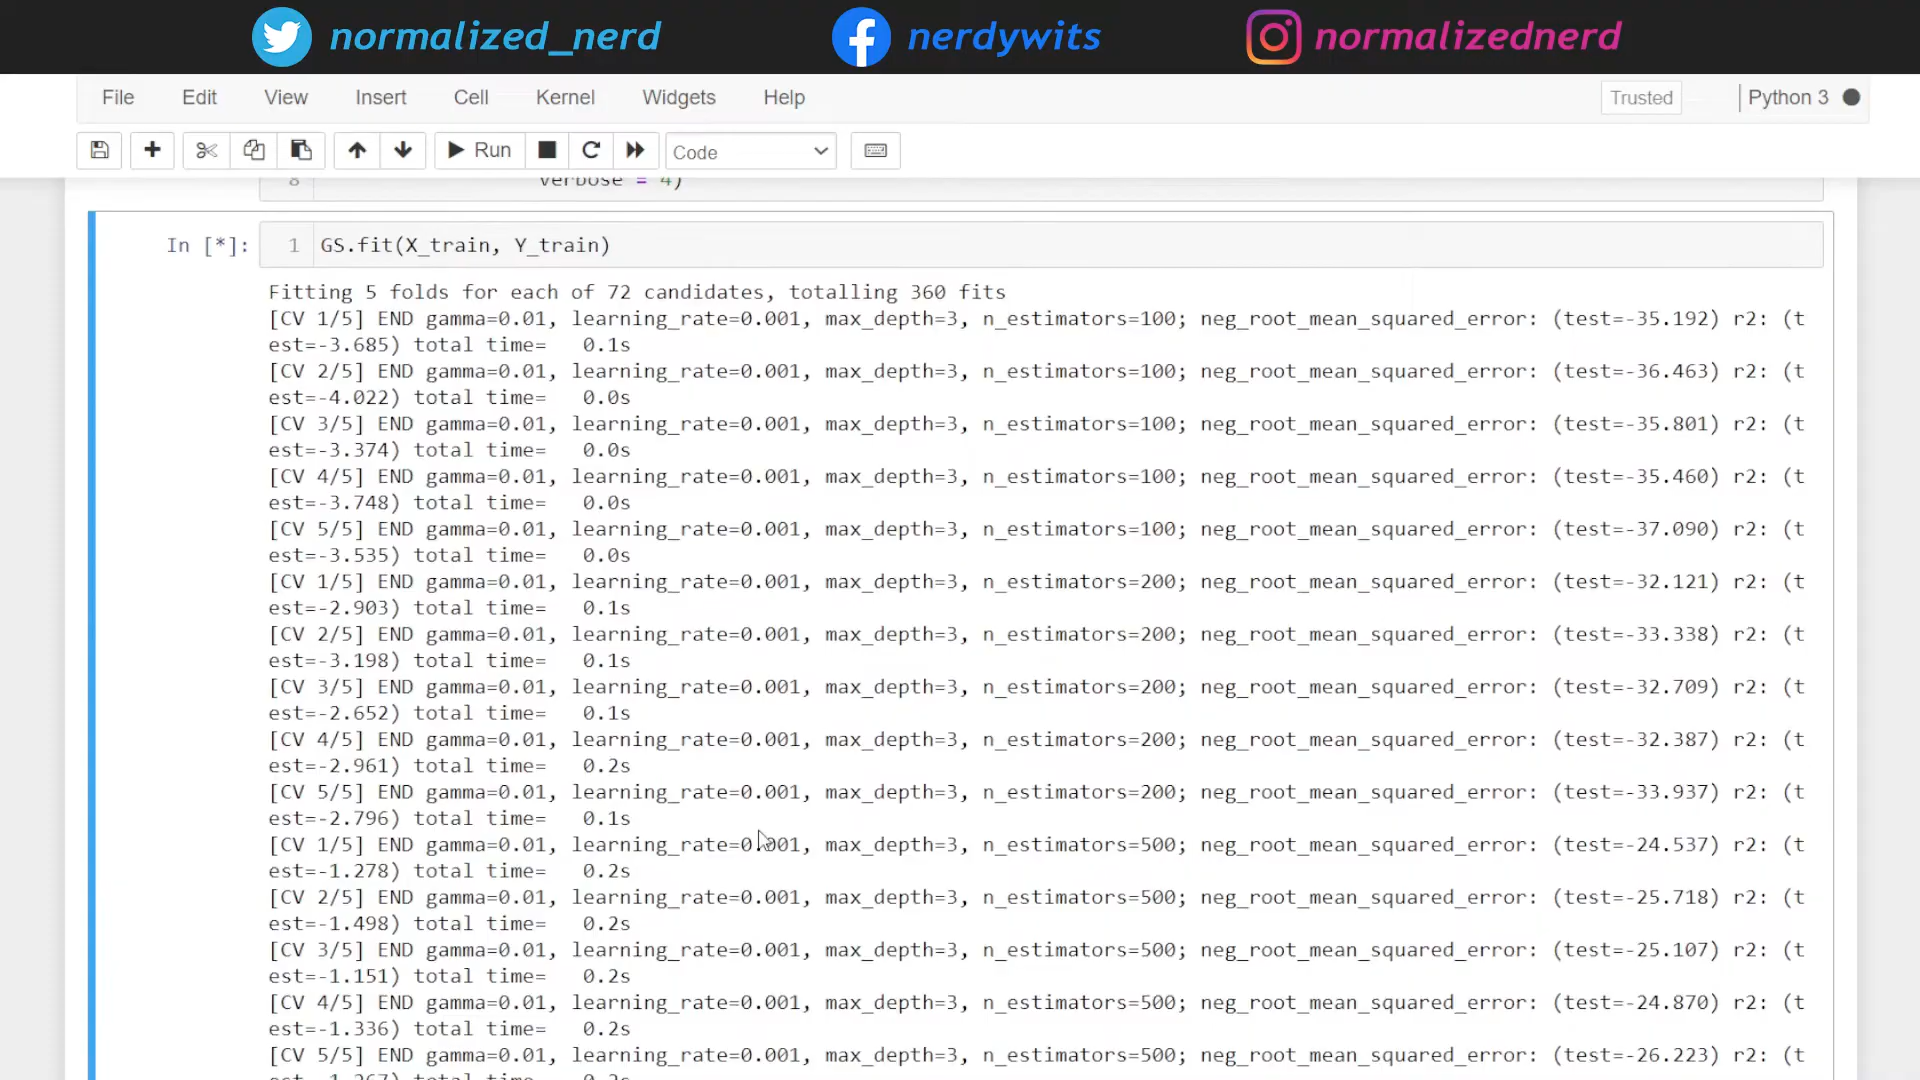 normalized_nerd nerdywits normalizednerd
File Edit View Insert Cell Kernel Widgets Help Trusted Python 3
Run Code
8 verbose = 4)
In [*]: 1 GS.fit(X_train, Y_train)
Fitting 5 folds for each of 72 candidates, totalling 360 fits
[CV 1/5] END gamma=0.01, learning_rate=0.001, max_depth=3, n_estimators=100; neg_root_mean_squared_error: (test=-35.192) r2: (t
est=-3.685) total time=   0.1s
[CV 2/5] END gamma=0.01, learning_rate=0.001, max_depth=3, n_estimators=100; neg_root_mean_squared_error: (test=-36.463) r2: (t
est=-4.022) total time=   0.0s
[CV 3/5] END gamma=0.01, learning_rate=0.001, max_depth=3, n_estimators=100; neg_root_mean_squared_error: (test=-35.801) r2: (t
est=-3.374) total time=   0.0s
[CV 4/5] END gamma=0.01, learning_rate=0.001, max_depth=3, n_estimators=100; neg_root_mean_squared_error: (test=-35.460) r2: (t
est=-3.748) total time=   0.0s
[CV 5/5] END gamma=0.01, learning_rate=0.001, max_depth=3, n_estimators=100; neg_root_mean_squared_error: (test=-37.090) r2: (t
est=-3.535) total time=   0.0s
[CV 1/5] END gamma=0.01, learning_rate=0.001, max_depth=3, n_estimators=200; neg_root_mean_squared_error: (test=-32.121) r2: (t
est=-2.903) total time=   0.1s
[CV 2/5] END gamma=0.01, learning_rate=0.001, max_depth=3, n_estimators=200; neg_root_mean_squared_error: (test=-33.338) r2: (t
est=-3.198) total time=   0.1s
[CV 3/5] END gamma=0.01, learning_rate=0.001, max_depth=3, n_estimators=200; neg_root_mean_squared_error: (test=-32.709) r2: (t
est=-2.652) total time=   0.1s
[CV 4/5] END gamma=0.01, learning_rate=0.001, max_depth=3, n_estimators=200; neg_root_mean_squared_error: (test=-32.387) r2: (t
est=-2.961) total time=   0.2s
[CV 5/5] END gamma=0.01, learning_rate=0.001, max_depth=3, n_estimators=200; neg_root_mean_squared_error: (test=-33.937) r2: (t
est=-2.796) total time=   0.1s
[CV 1/5] END gamma=0.01, learning_rate=0.001, max_depth=3, n_estimators=500; neg_root_mean_squared_error: (test=-24.537) r2: (t
est=-1.278) total time=   0.2s
[CV 2/5] END gamma=0.01, learning_rate=0.001, max_depth=3, n_estimators=500; neg_root_mean_squared_error: (test=-25.718) r2: (t
est=-1.498) total time=   0.2s
[CV 3/5] END gamma=0.01, learning_rate=0.001, max_depth=3, n_estimators=500; neg_root_mean_squared_error: (test=-25.107) r2: (t
est=-1.151) total time=   0.2s
[CV 4/5] END gamma=0.01, learning_rate=0.001, max_depth=3, n_estimators=500; neg_root_mean_squared_error: (test=-24.870) r2: (t
est=-1.336) total time=   0.2s
[CV 5/5] END gamma=0.01, learning_rate=0.001, max_depth=3, n_estimators=500; neg_root_mean_squared_error: (test=-26.223) r2: (t